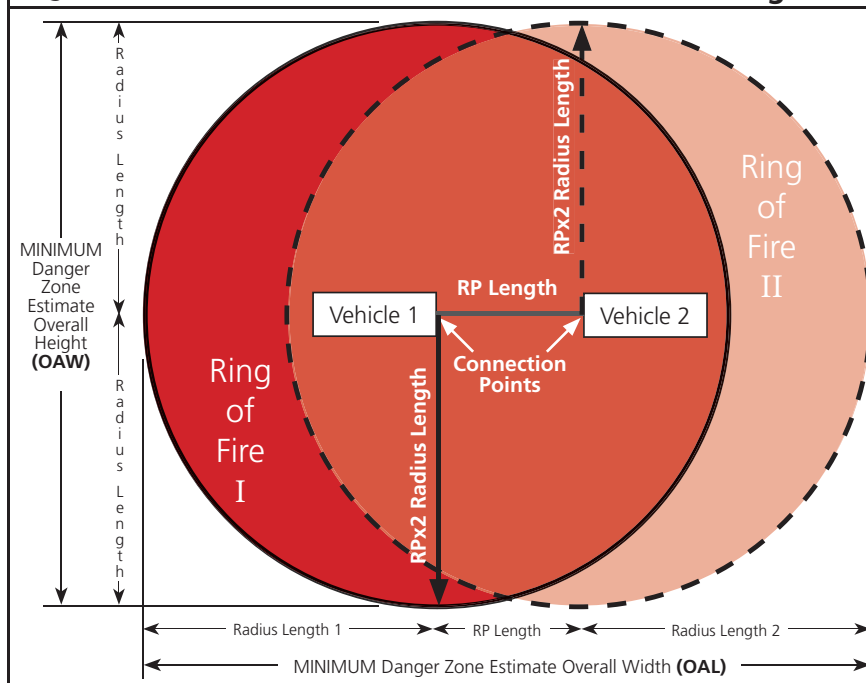 Radius Length
RPx2 Radius Length
Ring
of
Fire
II
MINIMUM
Danger
Zone
Estimate
Overall
Height
(OAW)
RP Length
Vehicle 1
Vehicle 2
Connection
Points
Ring
of
Fire
I
RPx2 Radius Length
Radius Length
Radius Length 1
RP Length
Radius Length 2
MINIMUM Danger Zone Estimate Overall Width (OAL)